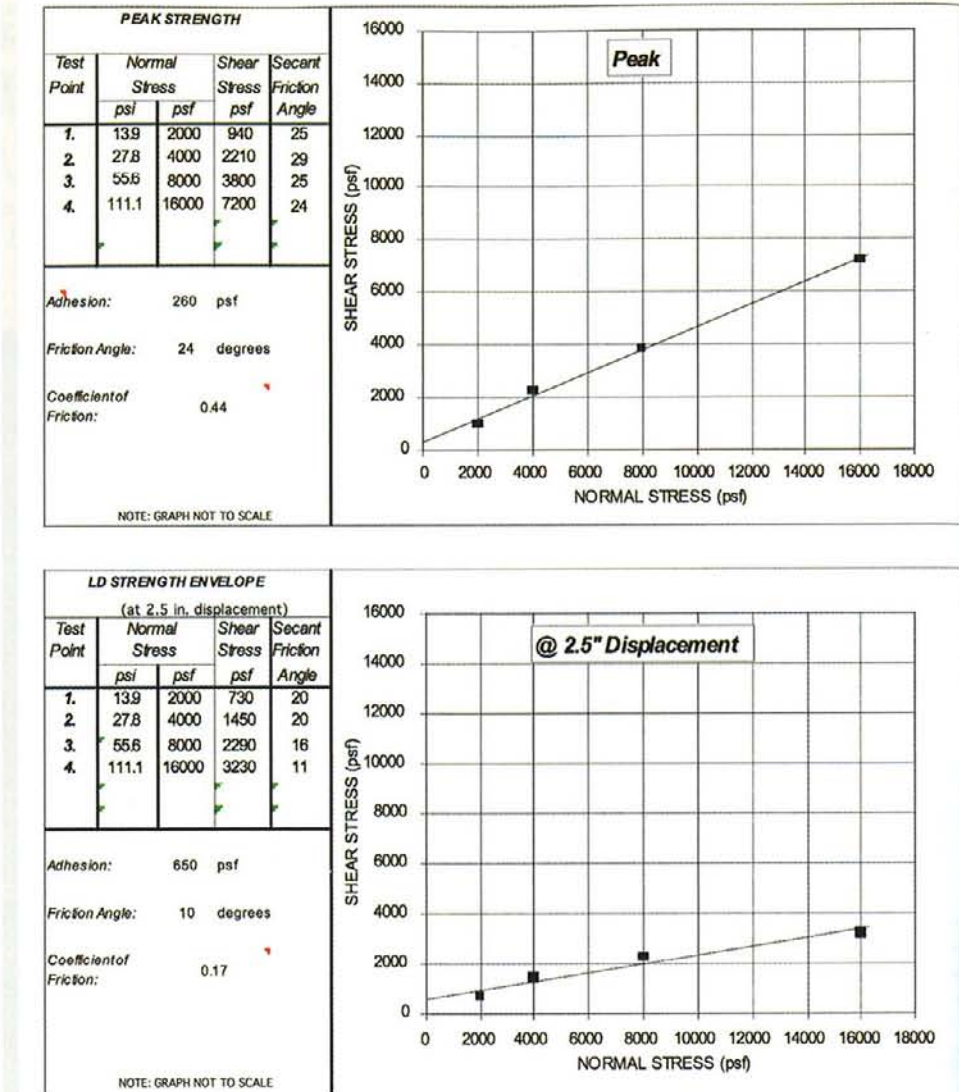 PEAK STRENGTH
Test Normal Shear Secant
Point Stress Stress Friction
psi psf psf Angle
1. 13.9 2000 940 25
2. 27.8 4000 2210 29
3. 55.6 8000 3800 25
4. 111.1 16000 7200 24
Adhesion: 260 psf
Friction Angle: 24 degrees
Coefficientof
Friction: 0.44
NOTE: GRAPH NOT TO SCALE
Peak
SHEAR STRESS (psf)
16000
14000
12000
10000
8000
6000
4000
2000
0
0 2000 4000 6000 8000 10000 12000 14000 16000 18000
NORMAL STRESS (psf)
LD STRENGTH ENVELOPE
(at 2.5 in. displacement)
Test Normal Shear Secant
Point Stress Stress Friction
psi psf psf Angle
1. 13.9 2000 730 20
2. 27.8 4000 1450 20
3. 55.6 8000 2290 16
4. 111.1 16000 3230 11
Adhesion: 650 psf
Friction Angle: 10 degrees
Coefficientof
Friction: 0.17
NOTE: GRAPH NOT TO SCALE
@ 2.5" Displacement
SHEAR STRESS (psf)
16000
14000
12000
10000
8000
6000
4000
2000
0
0 2000 4000 6000 8000 10000 12000 14000 16000 18000
NORMAL STRESS (psf)